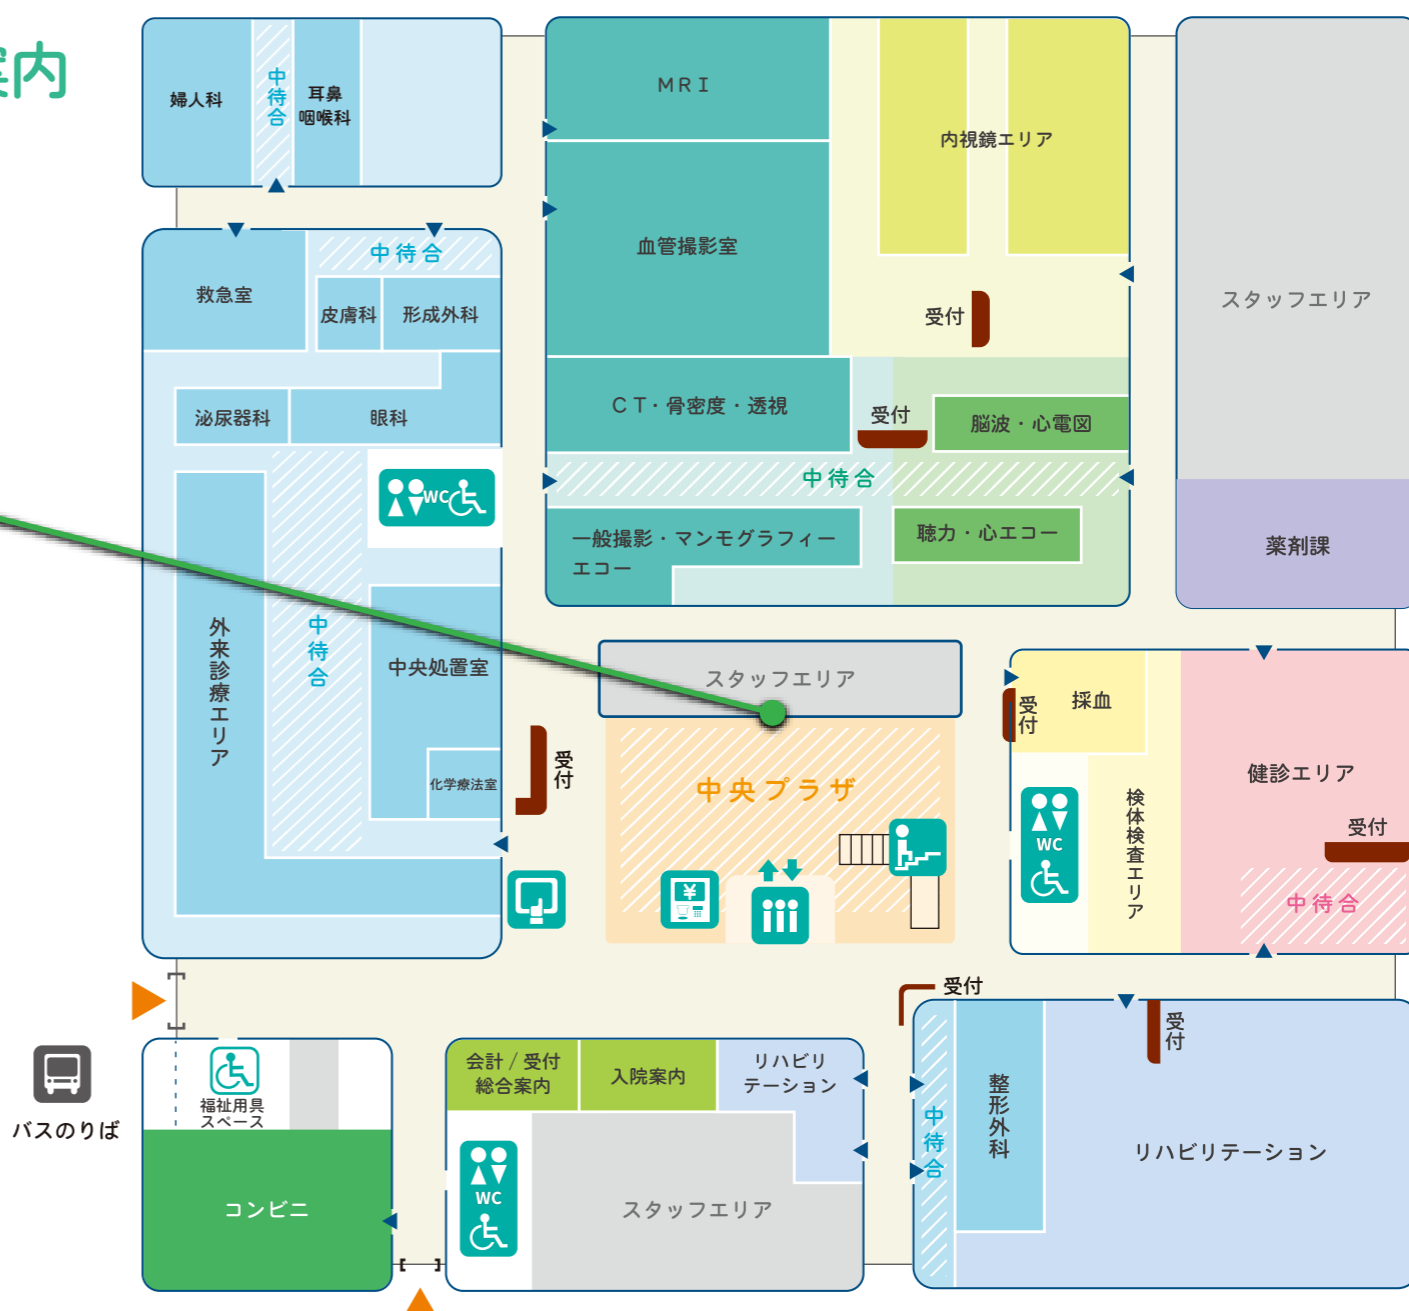 案内
婦人科
中待合
耳鼻
咽喉科
MRI
内視鏡エリア
血管撮影室
受付
スタッフエリア
中待合
救急室
皮膚科
形成外科
泌尿器科
眼科
CT・骨密度・透視
受付
脳波・心電図
中待合
WC
一般撮影・マンモグラフィー
エコー
聴力・心エコー
薬剤課
外来診療エリア
中待合
中央処置室
化学療法室
受付
スタッフエリア
中央プラザ
¥
受付
採血
健診エリア
WC
検体検査エリア
受付
中待合
バスのりば
福祉用具
スペース
コンビニ
会計/受付
総合案内
入院案内
リハビリ
テーション
WC
スタッフエリア
受付
中待合
整形外科
受付
リハビリテーション